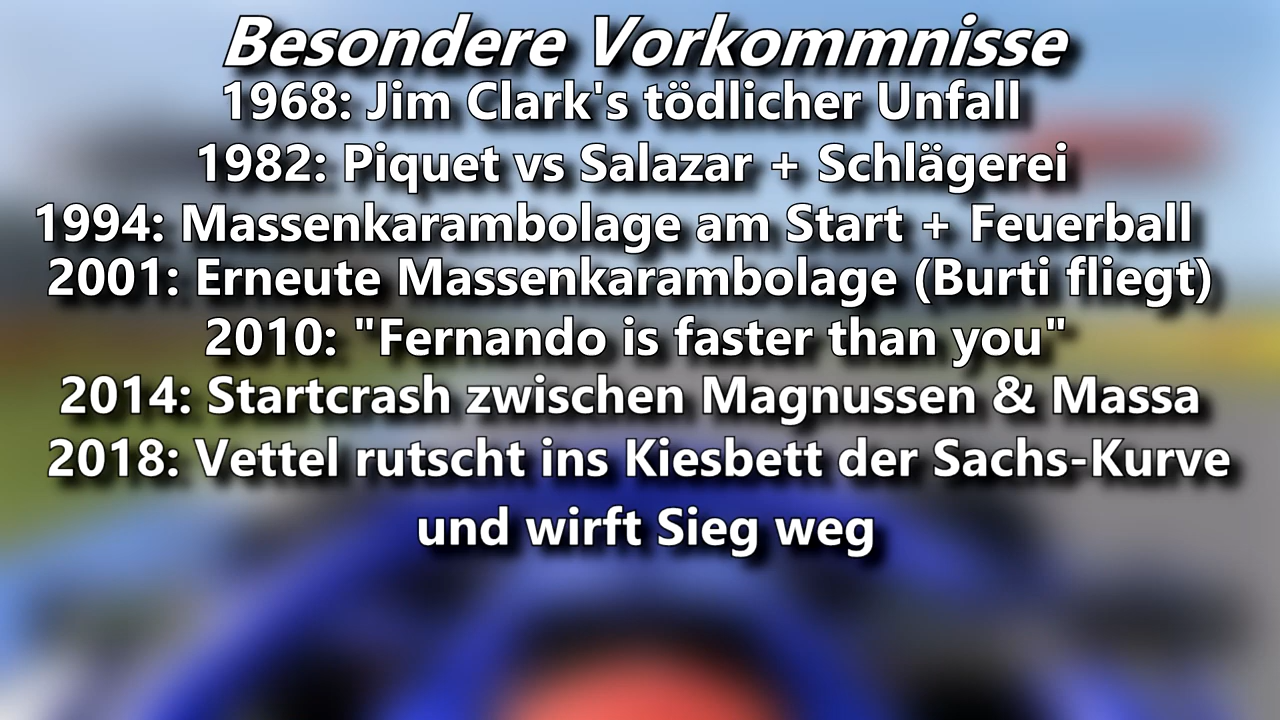 Besondere Vorkommnisse
1968: Jim Clark's tödlicher Unfall
1982: Piquet vs Salazar + Schlägerei
1994: Massenkarambolage am Start + Feuerball
2001: Erneute Massenkarambolage (Burti fliegt)
2010: "Fernando is faster than you"
2014: Startcrash zwischen Magnussen & Massa
2018: Vettel rutscht ins Kiesbett der Sachs-Kurve
und wirft Sieg weg